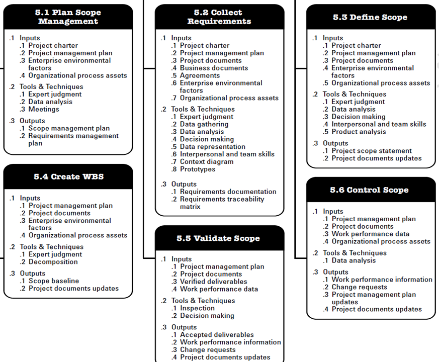 5.1 Plan Scope
Management
.1 Inputs
.1 Project charter
.2 Project management plan
.3 Enterprise environmental
factors
.4 Organizational process assets
.2 Tools & Techniques
.1 Expert judgment
.2 Data analysis
.3 Meetings
.3 Outputs
.1 Scope management plan
.2 Requirements management
plan
5.4 Create WBS
.1 Inputs
.1 Project management plan
.2 Project documents
.3 Enterprise environmental
factors
.4 Organizational process assets
.2 Tools & Techniques
.1 Expert judgment
.2 Decomposition
.3 Outputs
.1 Scope baseline
.2 Project documents updates
5.2 Collect
Requirements
.1 Inputs
.1 Project charter
.2 Project management plan
.3 Project documents
.4 Business documents
.5 Agreements
.6 Enterprise environmental
factors
.7 Organizational process assets
.2 Tools & Techniques
.1 Expert judgment
.2 Data gathering
.3 Data analysis
.4 Decision making
.5 Data representation
.6 Interpersonal and team skills
.7 Context diagram
.8 Prototypes
.3 Outputs
.1 Requirements documentation
.2 Requirements traceability
matrix
5.5 Validate Scope
.1 Inputs
.1 Project management plan
.2 Project documents
.3 Verified deliverables
.4 Work performance data
.2 Tools & Techniques
.1 Inspection
.2 Decision making
.3 Outputs
.1 Accepted deliverables
.2 Work performance information
.3 Change requests
.4 Project documents updates
5.3 Define Scope
.1 Inputs
.1 Project charter
.2 Project management plan
.3 Project documents
.4 Enterprise environmental
factors
.5 Organizational process assets
.2 Tools & Techniques
.1 Expert judgment
.2 Data analysis
.3 Decision making
.4 Interpersonal and team skills
.5 Product analysis
.3 Outputs
.1 Project scope statement
.2 Project documents updates
5.6 Control Scope
.1 Inputs
.1 Project management plan
.2 Project documents
.3 Work performance data
.4 Organizational process assets
.2 Tools & Techniques
.1 Data analysis
.3 Outputs
.1 Work performance information
.2 Change requests
.3 Project management plan
updates
.4 Project documents updates